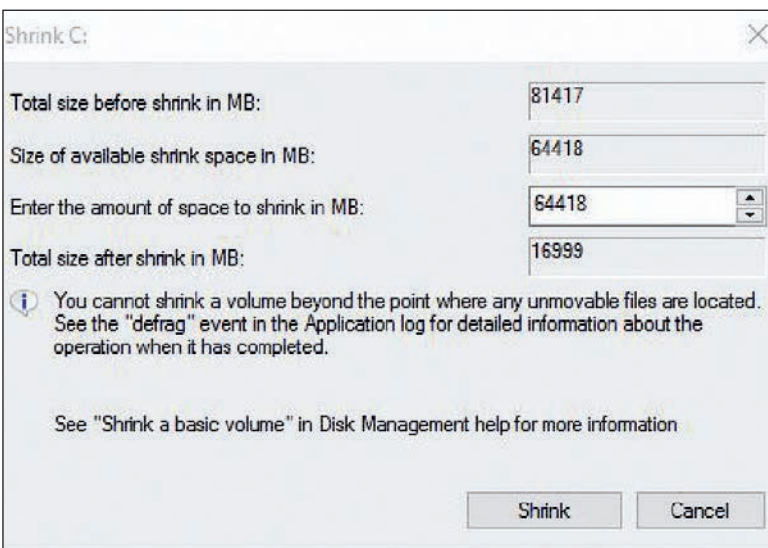 Shrink C:
Total size before shrink in MB: 81417
Size of available shrink space in MB: 64418
Enter the amount of space to shrink in MB: 64418
Total size after shrink in MB: 16999
You cannot shrink a volume beyond the point where any unmovable files are located.
See the "defrag" event in the Application log for detailed information about the
operation when it has completed.
See "Shrink a basic volume" in Disk Management help for more information
Shrink Cancel